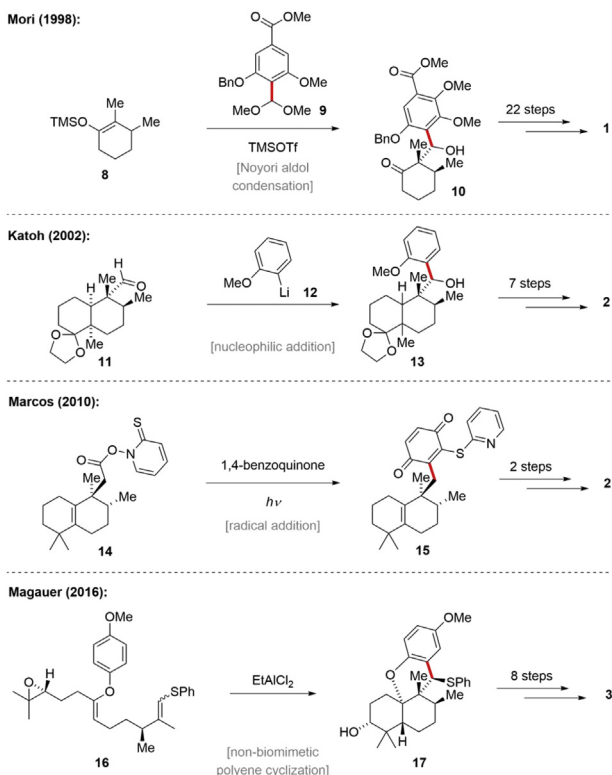 Mori (1998):
OMe
O
MeO OMe 9
BnO OMe
TMSO
Me
Me
8
TMSOTf
[Noyori aldol
condensation]
OMe
O OMe
OMe
BnO
Me OH
O Me
10
22 steps
1
Katoh (2002):
H
Me O
H Me
O
O Me
11
MeO
Li 12
[nucleophilic addition]
MeO
Me OH
H Me
O
O Me
13
7 steps
2
Marcos (2010):
S
O
O N
Me
Me
14
1,4-benzoquinone
hν
[radical addition]
O
S N
O
Me
Me
15
2 steps
2
Magauer (2016):
OMe
O H
O
SPh
Me
Me
16
EtAlCl2
[non-biomimetic
polyene cyclization]
OMe
O
Me SPh
Me
HO
H
17
8 steps
3